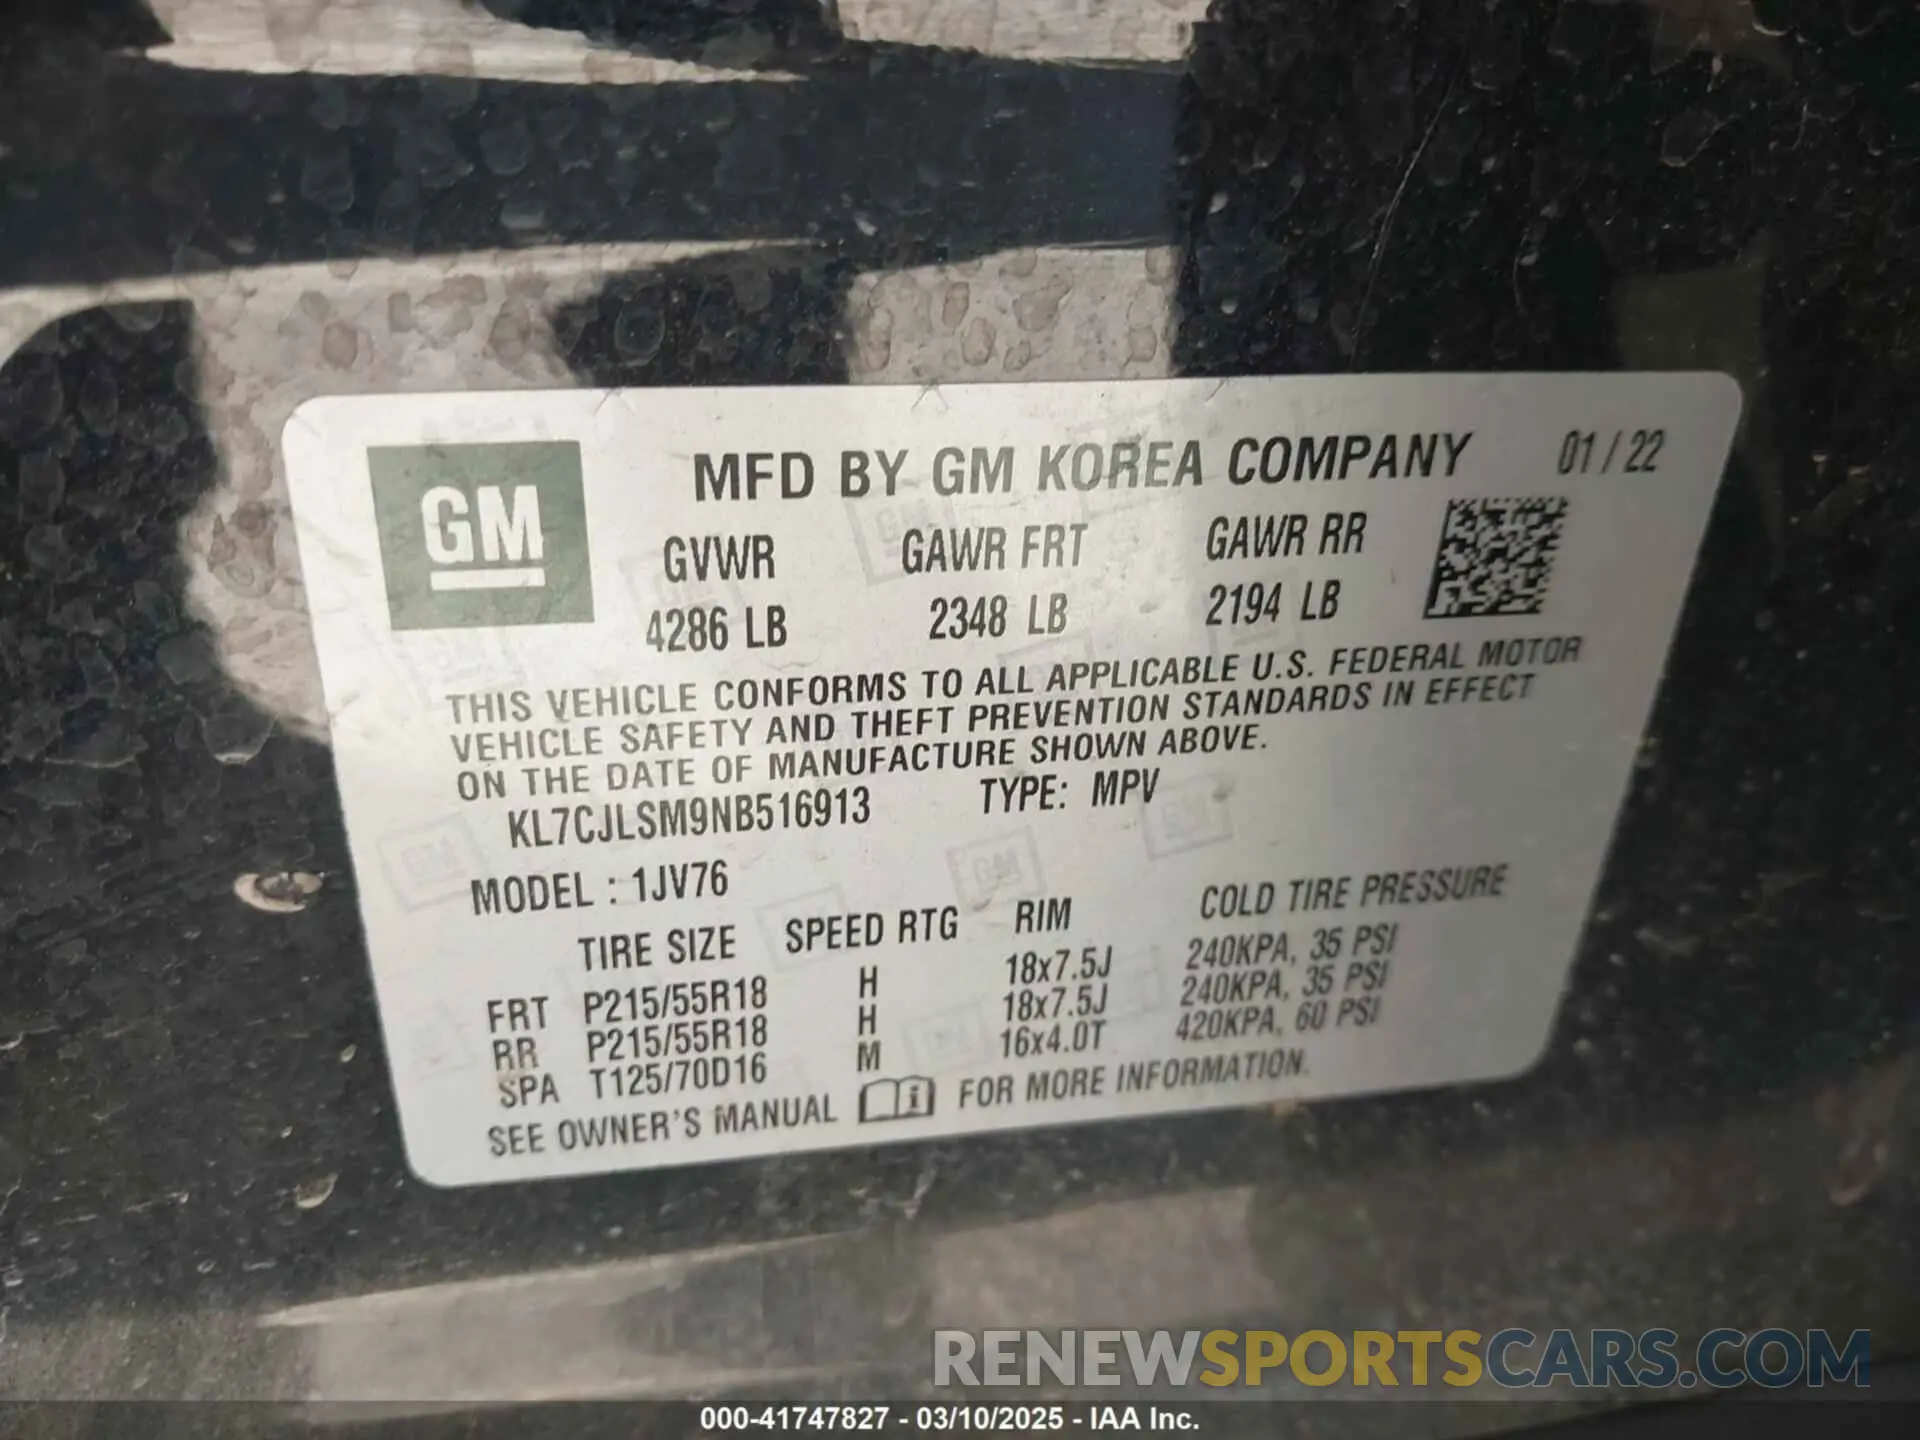 GM
MFD BY GM KOREA COMPANY 01/22
GVWR GAWR FRT GAWR RR
4286 LB 2348 LB 2194 LB
THIS VEHICLE CONFORMS TO ALL APPLICABLE U.S. FEDERAL MOTOR
VEHICLE SAFETY AND THEFT PREVENTION STANDARDS IN EFFECT
ON THE DATE OF MANUFACTURE SHOWN ABOVE.
KL7CJLSM9NB516913 TYPE: MPV
MODEL : 1JV76
TIRE SIZE SPEED RTG RIM COLD TIRE PRESSURE
FRT P215/55R18 H 18x7.5J 240KPA, 35 PSI
RR P215/55R18 H 18x7.5J 240KPA, 35 PSI
SPA T125/70D16 M 16x4.0T 420KPA, 60 PSI
SEE OWNER'S MANUAL FOR MORE INFORMATION.
RENEWSPORTSCARS.COM
000-41747827 - 03/10/2025 - IAA Inc.